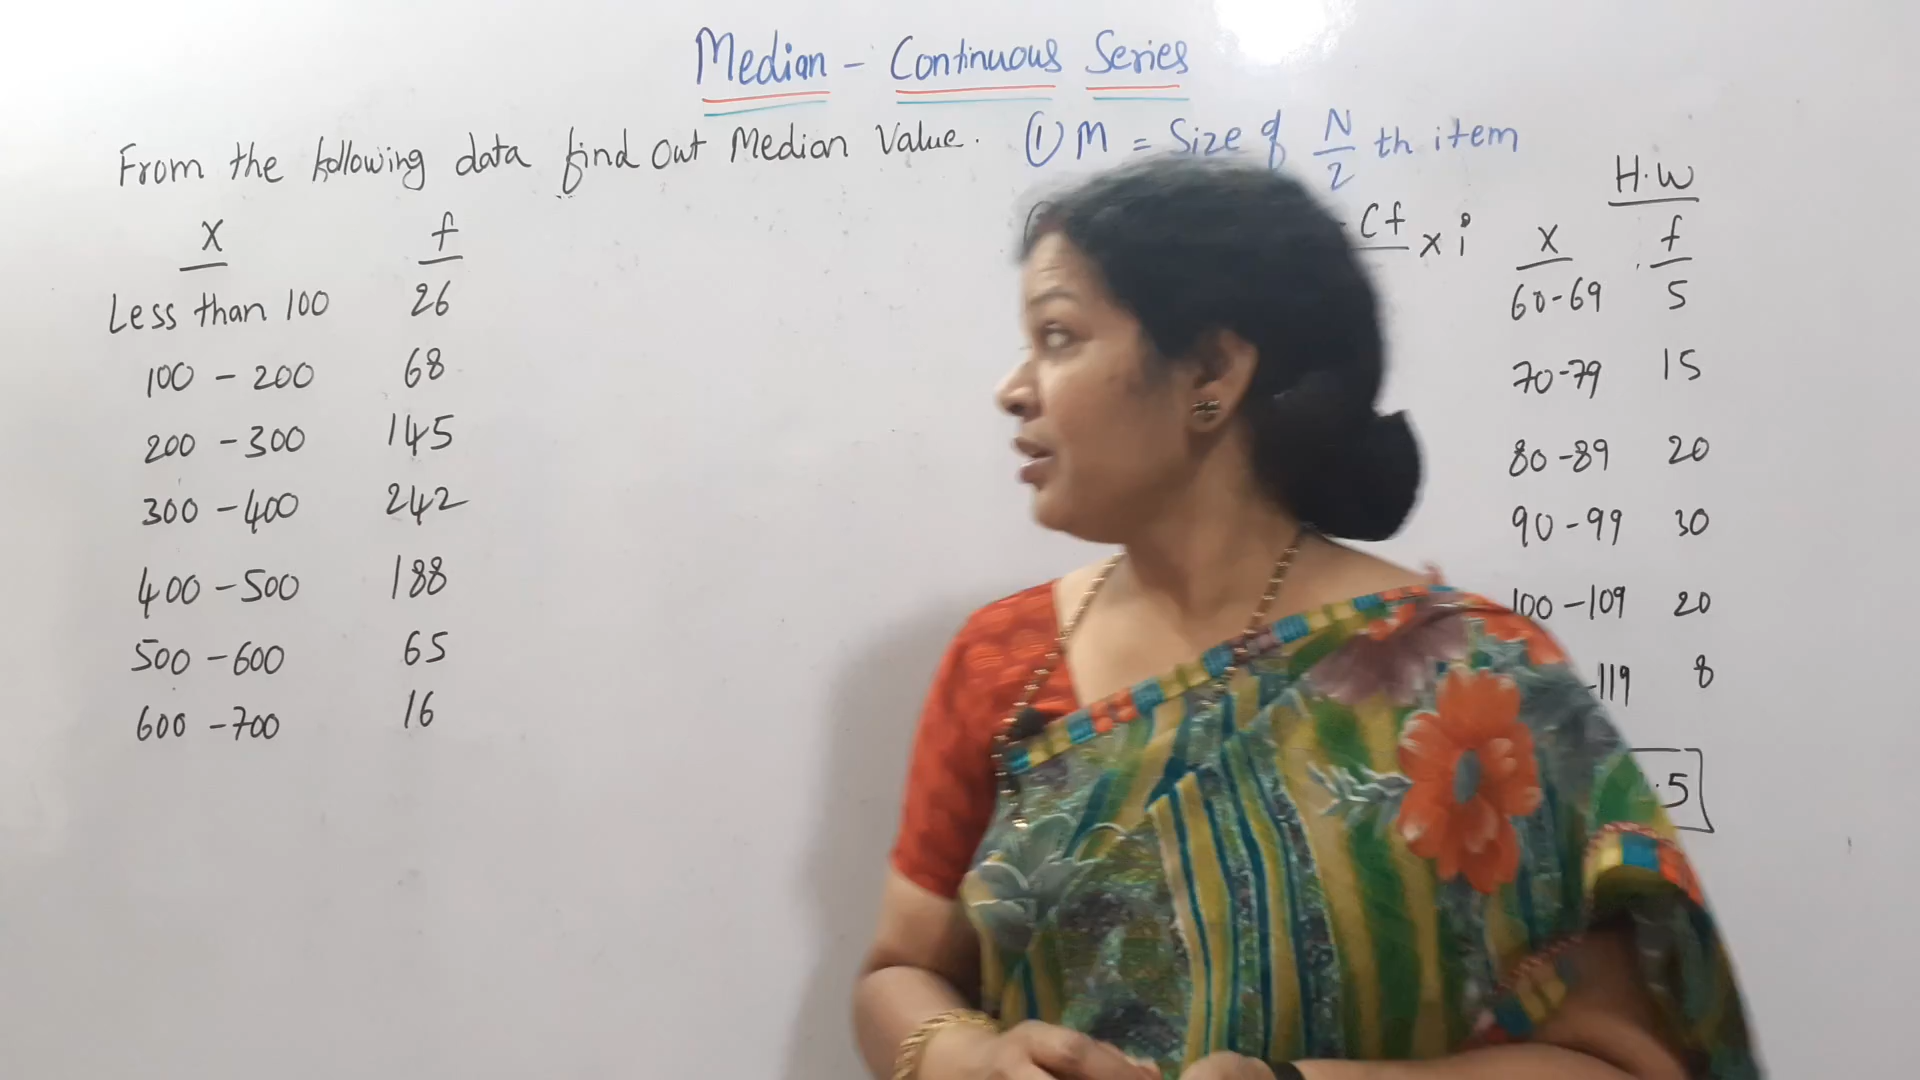 Median - Continuous Series
From the following data find out Median Value.
X f
Less than 100 26
100 - 200 68
200 - 300 145
300 - 400 242
400 - 500 188
500 - 600 65
600 - 700 16
① M = Size of N/2 th item
Cf x i
H.W
X f
60-69 5
70-79 15
80-89 20
90-99 30
100-109 20
-119 8
.5